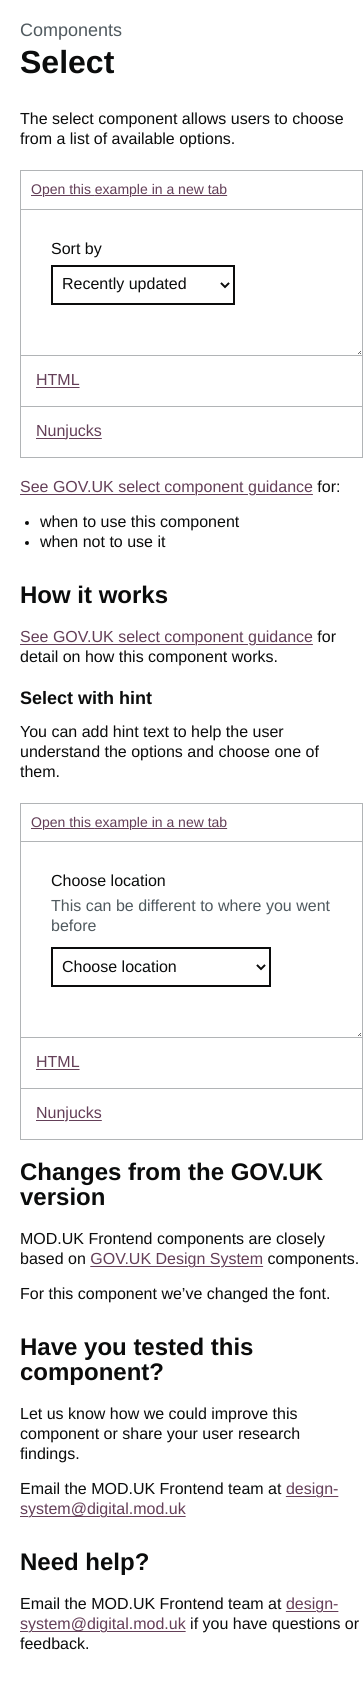 Components
Select
The select component allows users to choose
from a list of available options.
Open this example in a new tab
Sort by
Recently updated
HTML
Nunjucks
See GOV.UK select component guidance for:
• when to use this component
• when not to use it
How it works
See GOV.UK select component guidance for
detail on how this component works.
Select with hint
You can add hint text to help the user
understand the options and choose one of
them.
Open this example in a new tab
Choose location
This can be different to where you went
before
Choose location
HTML
Nunjucks
Changes from the GOV.UK
version
MOD.UK Frontend components are closely
based on GOV.UK Design System components.
For this component we’ve changed the font.
Have you tested this
component?
Let us know how we could improve this
component or share your user research
findings.
Email the MOD.UK Frontend team at design-
system@digital.mod.uk
Need help?
Email the MOD.UK Frontend team at design-
system@digital.mod.uk if you have questions or
feedback.